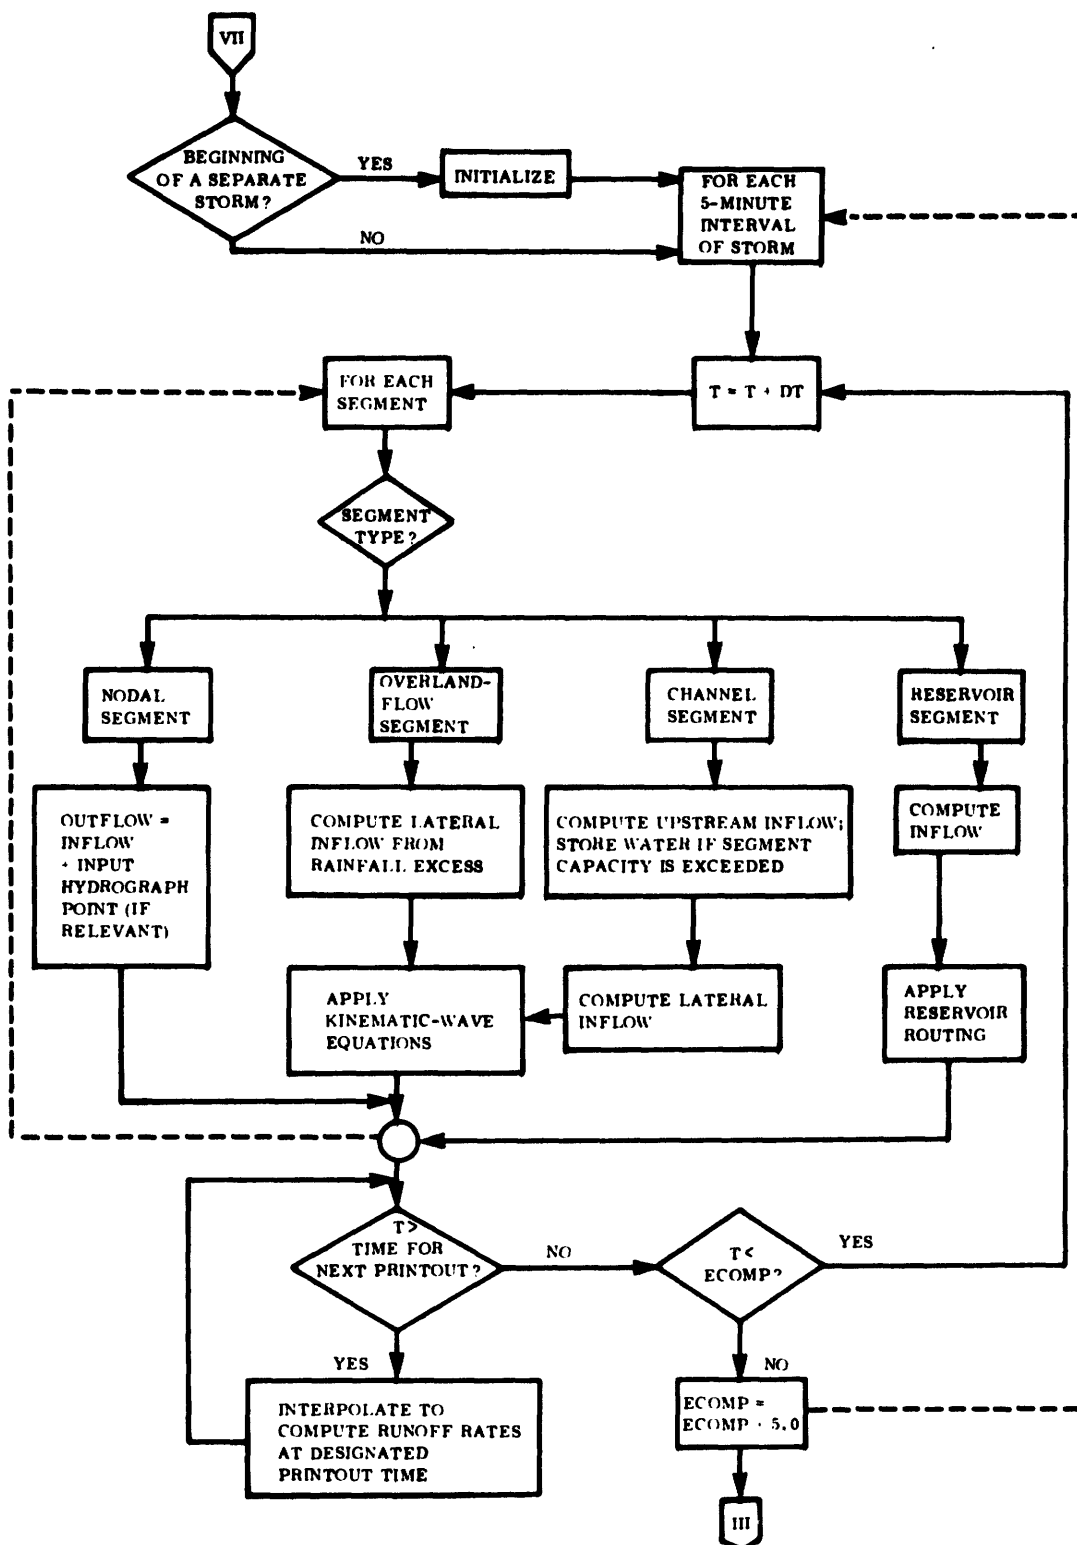 VII
BEGINNING
OF A SEPARATE
STORM?
YES
INITIALIZE
FOR EACH
5-MINUTE
INTERVAL
OF STORM
NO
FOR EACH
SEGMENT
T = T + DT
SEGMENT
TYPE?
NODAL
SEGMENT
OVERLAND-
FLOW
SEGMENT
CHANNEL
SEGMENT
RESERVOIR
SEGMENT
OUTFLOW =
INFLOW
+ INPUT
HYDROGRAPH
POINT (IF
RELEVANT)
COMPUTE LATERAL
INFLOW FROM
RAINFALL EXCESS
COMPUTE UPSTREAM INFLOW;
STORE WATER IF SEGMENT
CAPACITY IS EXCEEDED
COMPUTE
INFLOW
APPLY
KINEMATIC-WAVE
EQUATIONS
COMPUTE LATERAL
INFLOW
APPLY
RESERVOIR
ROUTING
T >
TIME FOR
NEXT PRINTOUT?
NO
T <
ECOMP?
YES
YES
NO
INTERPOLATE TO
COMPUTE RUNOFF RATES
AT DESIGNATED
PRINTOUT TIME
ECOMP =
ECOMP + 5.0
III